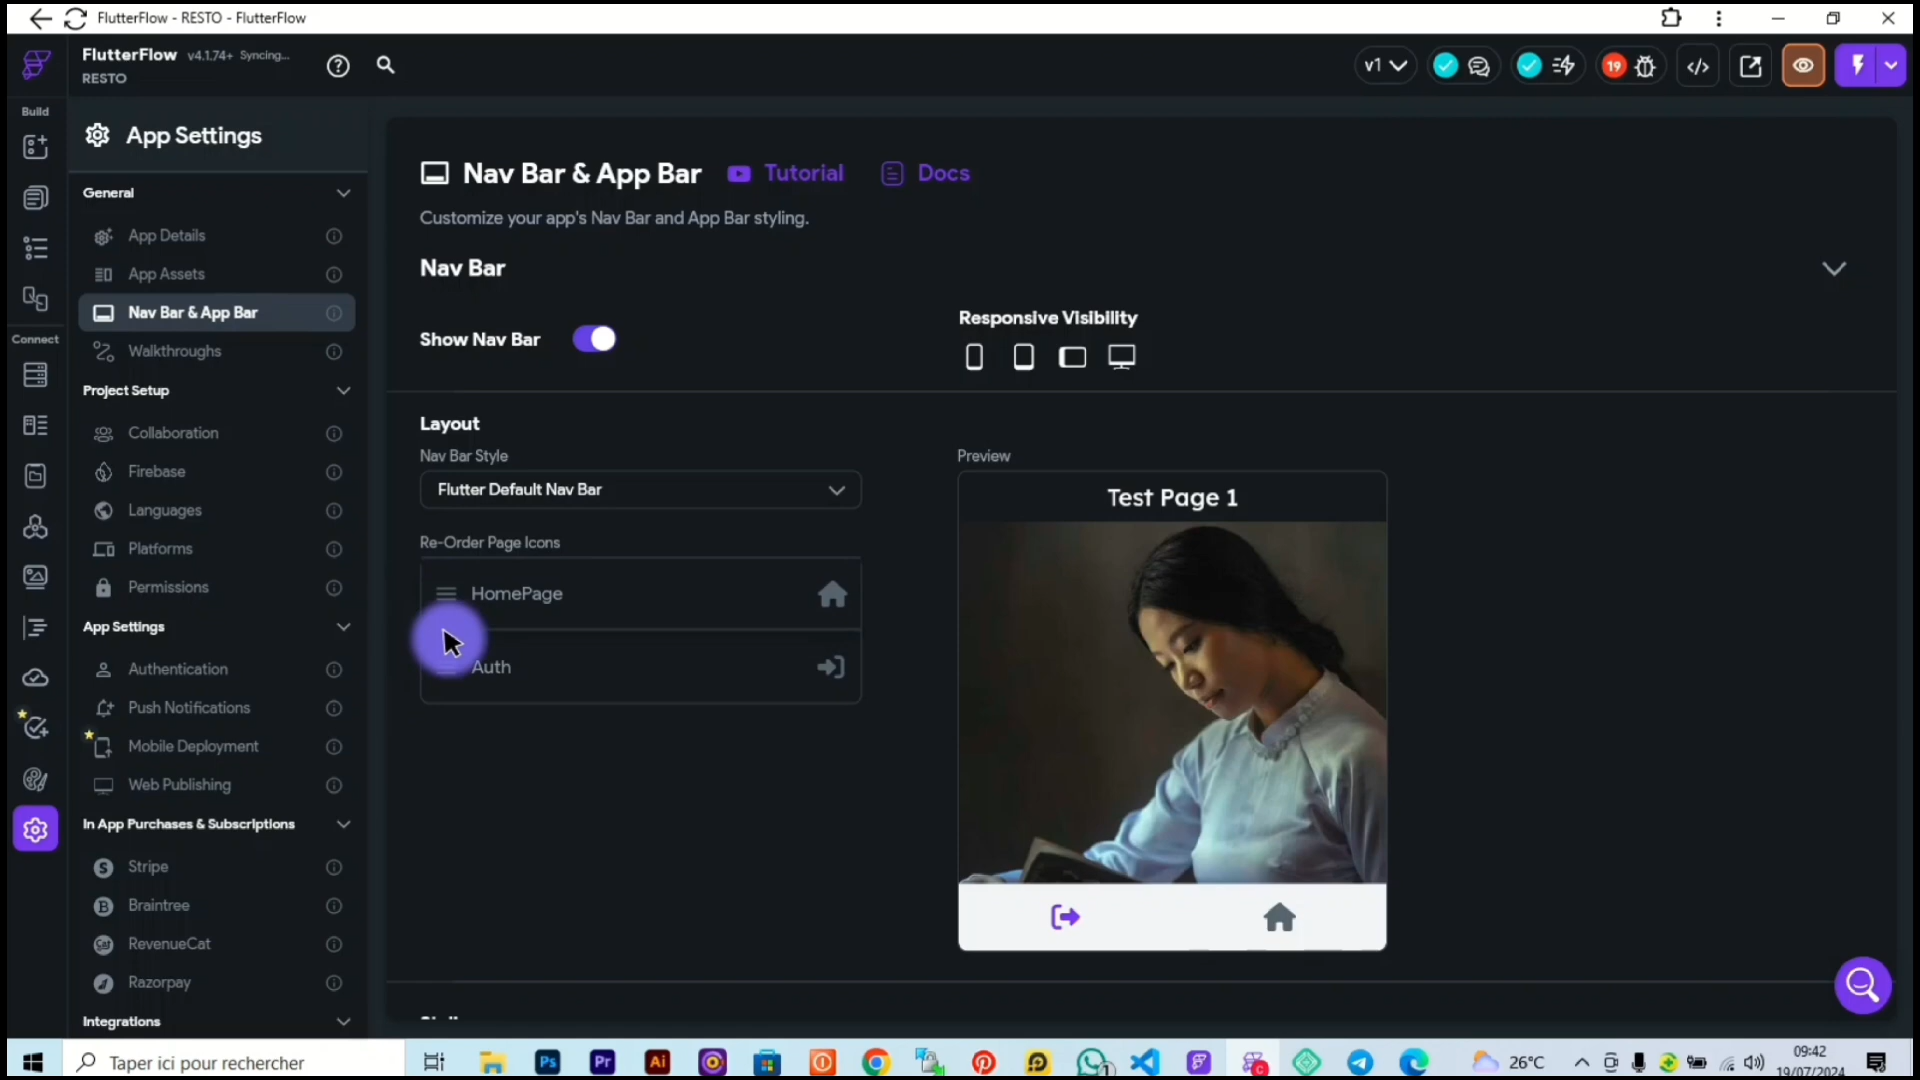 FlutterFlow - RESTO - FlutterFlow
FlutterFlow v4.1.74+ Syncing...
RESTO
v1
19
Build
Connect
App Settings
General
App Details
App Assets
Nav Bar & App Bar
Walkthroughs
Project Setup
Collaboration
Firebase
Languages
Platforms
Permissions
App Settings
Authentication
Push Notifications
Mobile Deployment
Web Publishing
In App Purchases & Subscriptions
Stripe
Braintree
RevenueCat
Razorpay
Integrations
Nav Bar & App Bar Tutorial Docs
Customize your app's Nav Bar and App Bar styling.
Nav Bar
Show Nav Bar
Responsive Visibility
Layout
Nav Bar Style
Flutter Default Nav Bar
Re-Order Page Icons
HomePage
Auth
Preview
Test Page 1
Taper ici pour rechercher
Ps
Pr
Ai
26°C
09:42
19/07/2024